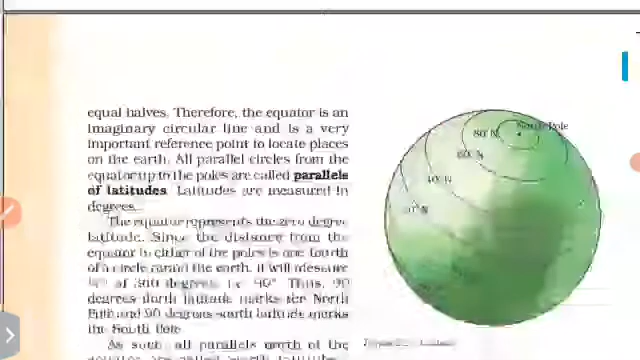 equal halves. Therefore, the equator is an
imaginary circular line and is a very
important reference point to locate places
on the earth. All parallel circles from the
equator up to the poles are called parallels
of latitudes. Latitudes are measured in
degrees.
The equator represents the zero degree
latitude. Since the distance from the
equator to either of the poles is one fourth
of a circle round the earth, it will measure
of 360 degrees, i.e. 90°. Thus, 90
degrees north latitude marks the North
and 90 degrees south latitude marks
the South Pole
As such, all parallels north of the
equator are called north latitudes
Pole
80° N
60° N
40° N